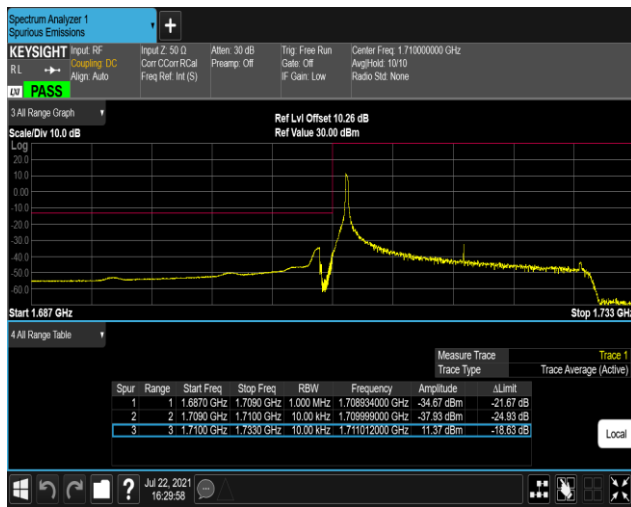 Spectrum Analyzer 1
Spurious Emissions
KEYSIGHT Input: RF Input Z: 50 Ω Atten: 30 dB Trig: Free Run Center Freq: 1.710000000 GHz
R L Coupling: DC Corr CCorr RCal Preamp: Off Gate: Off Avg|Hold: 10/10
Align: Auto Freq Ref: Int (S) IF Gain: Low Radio Std: None
LXI PASS
3 All Range Graph
Ref Lvl Offset 10.26 dB
Scale/Div 10.0 dB Ref Value 30.00 dBm
Log
20.0
10.0
0.00
-10.0
-20.0
-30.0
-40.0
-50.0
-60.0
Start 1.687 GHz Stop 1.733 GHz
4 All Range Table
Measure Trace Trace 1
Trace Type Trace Average (Active)
Spur Range Start Freq Stop Freq RBW Frequency Amplitude ΔLimit
1 1 1.6870 GHz 1.7090 GHz 1.000 MHz 1.708934000 GHz -34.67 dBm -21.67 dB
2 2 1.7090 GHz 1.7100 GHz 10.00 kHz 1.709999000 GHz -37.93 dBm -24.93 dB
3 3 1.7100 GHz 1.7330 GHz 10.00 kHz 1.711012000 GHz 11.37 dBm -18.63 dB
Local
? Jul 22, 2021
16:29:58